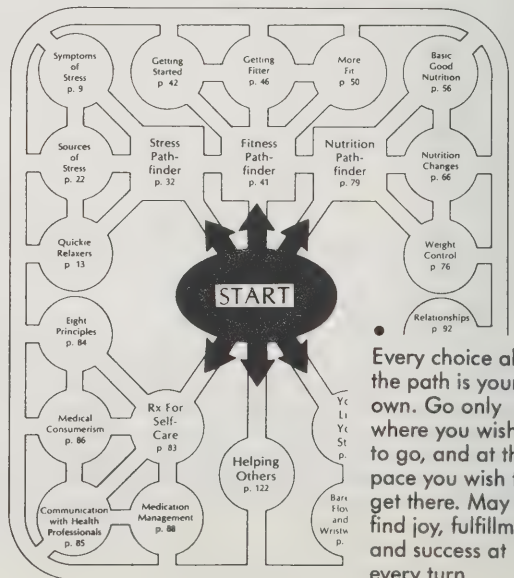 Symptoms
of
Stress
p. 9
Getting
Started
p 42
Getting
Fitter
p 46
More
Fit
p 50
Basic
Good
Nutrition
p. 56
Sources
of
Stress
p. 22
Stress
Path-
finder
p. 32
Fitness
Path-
finder
p. 41
Nutrition
Path-
finder
p. 79
Nutrition
Changes
p. 66
Quickie
Relaxers
p 13
START
Weight
Control
p 76
Eight
Principles
p. 84
Relationships
p 92
Medical
Consumerism
p. 86
Rx For
Self-
Care
p 83
Helping
Others
p. 122
Communication
with Health
Professionals
p. 85
Medication
Management
p. 88
and
p.
Every choice
the path is your
own. Go only
where you wish
to go, and at
pace you wish
get there. May
find joy,
and success at
every turn